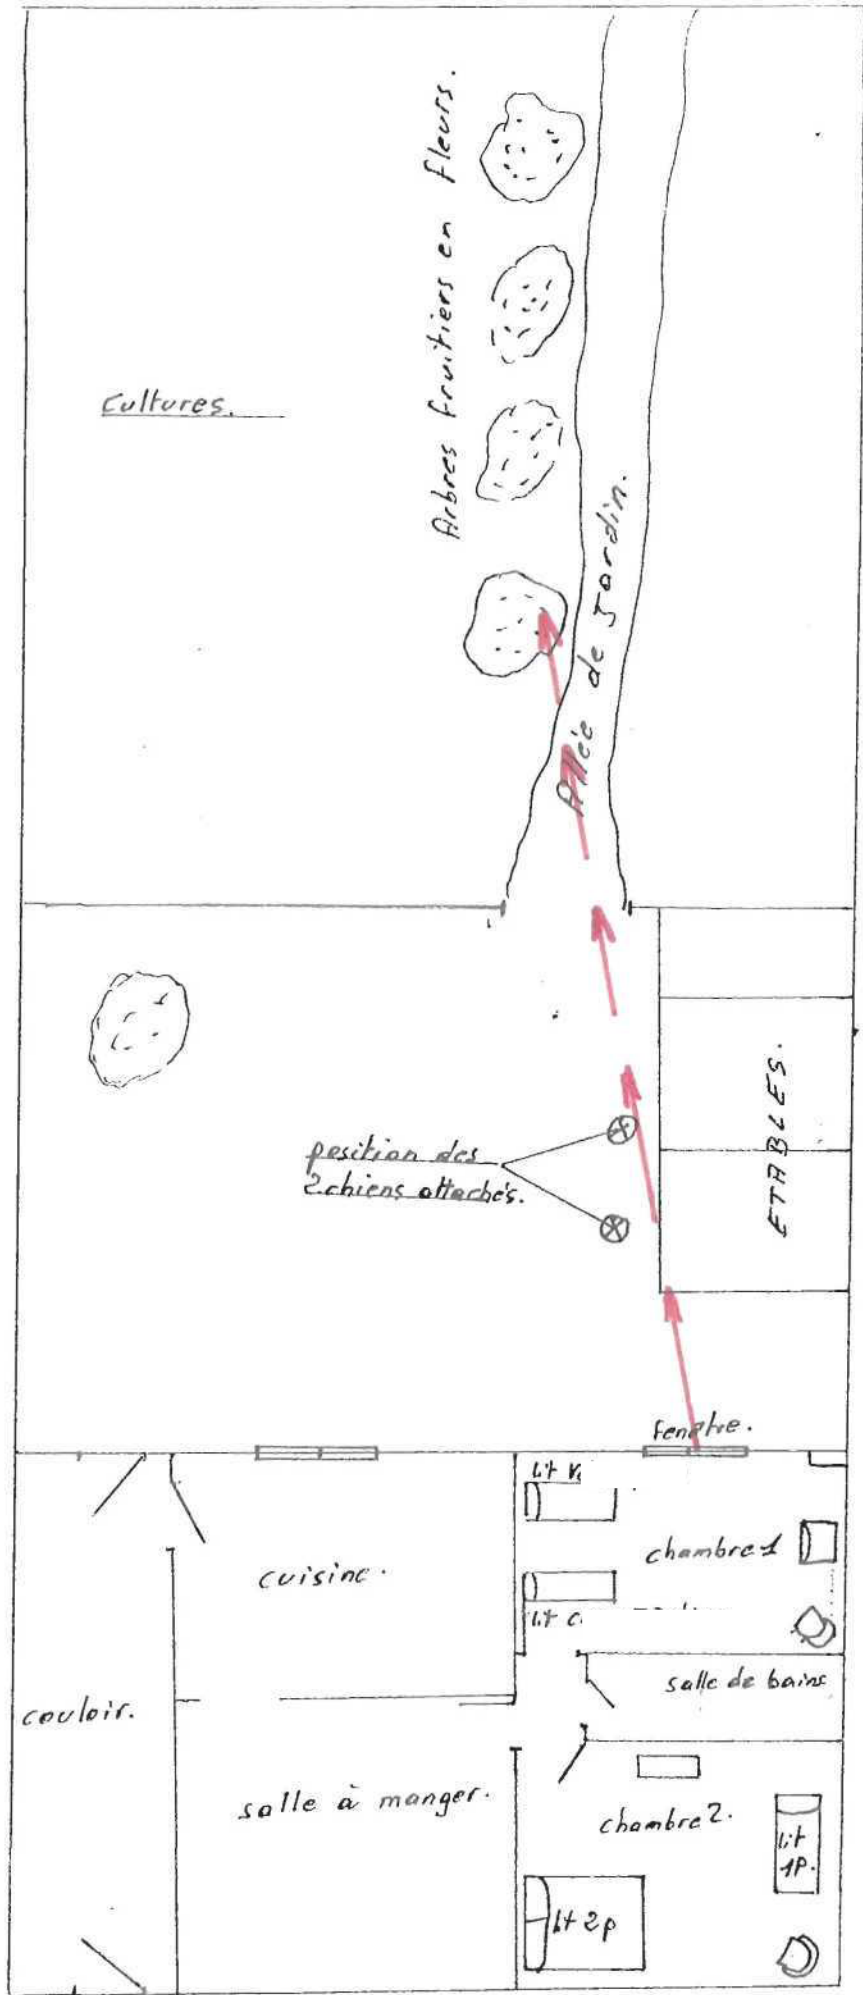 Arbres fruitiers en fleurs.
Cultures.
Allée de jardin.
position des
2 chiens attachés.
ETABLES.
fenêtre.
lit
chambre 1
cuisine.
lit C.
salle de bains
couloir.
salle à manger.
chambre 2.
lit
1P.
lit 2p